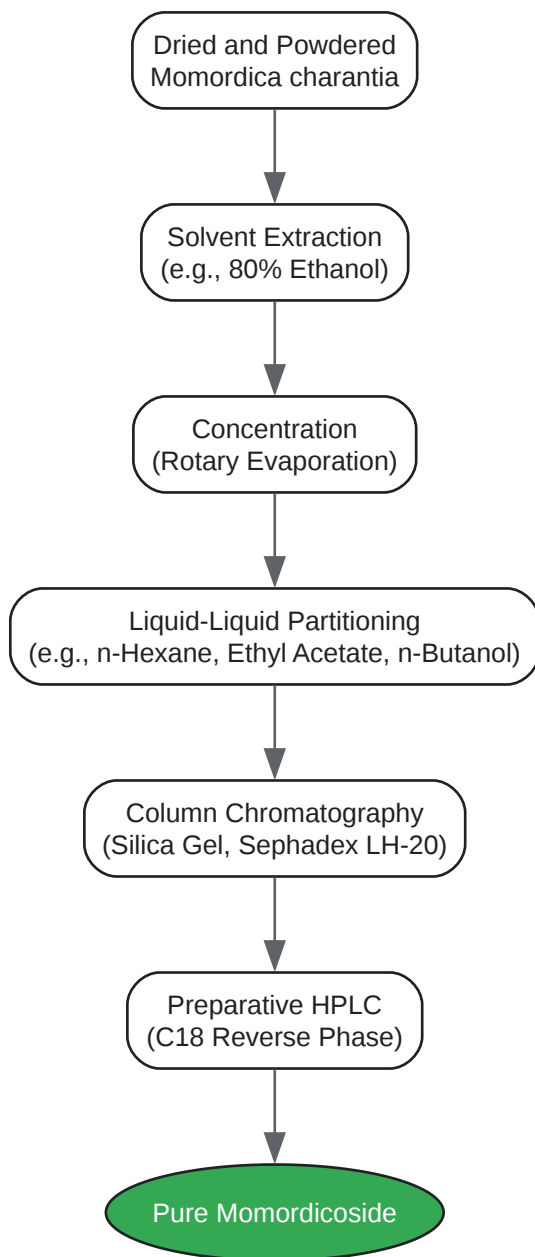 Dried and Powdered
Momordica charantia
Solvent Extraction
(e.g., 80% Ethanol)
Concentration
(Rotary Evaporation)
Liquid-Liquid Partitioning
(e.g., n-Hexane, Ethyl Acetate, n-Butanol)
Column Chromatography
(Silica Gel, Sephadex LH-20)
Preparative HPLC
(C18 Reverse Phase)
Pure Momordicoside